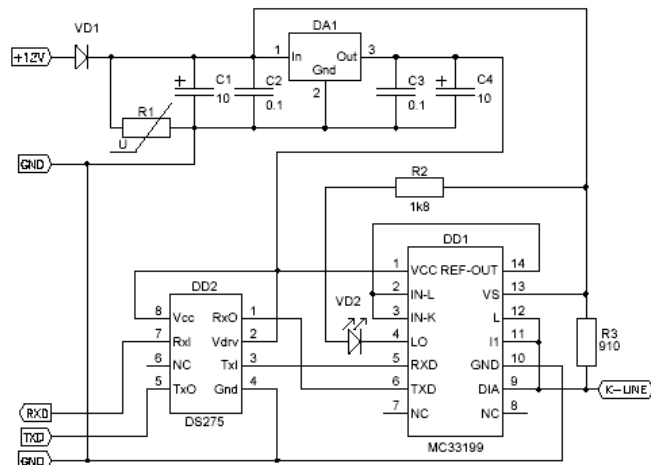 VD1
DA1
+12V
1 In Out 3
Gnd
2
C1
10
C2
0.1
C3
0.1
C4
10
R1
U
GND
R2
1k8
DD1
1 VCC REF-OUT 14
2 IN-L VS 13
3 IN-K L 12
4 LO I1 11
5 RXD GND 10
6 TXD DIA 9
7 NC NC 8
MC33199
VD2
R3
910
K-LINE
DD2
8 Vcc RxO 1
7 RxI Vdrv 2
6 NC TxI 3
5 TxO Gnd 4
DS275
RXD
TXD
GND